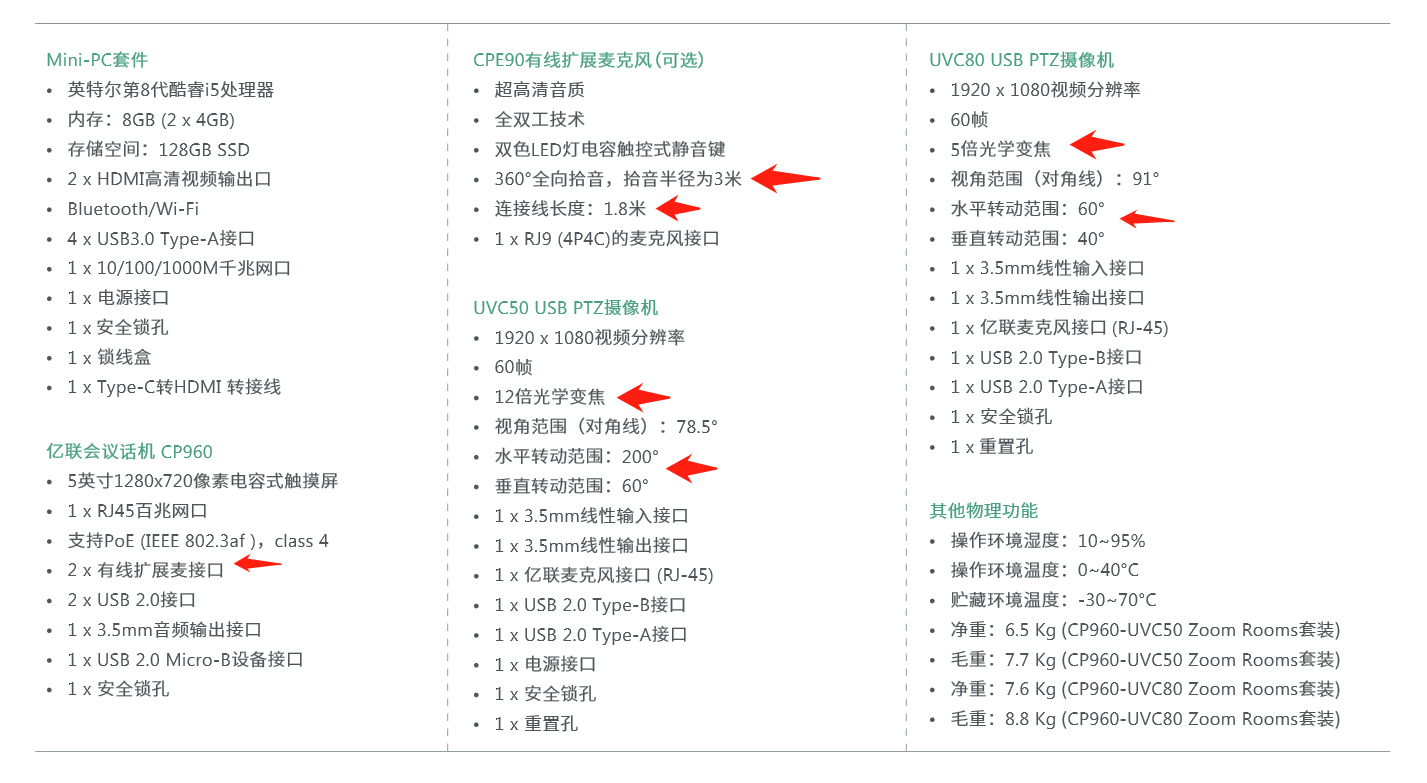 Mini-PC套件
• 英特尔第8代酷睿i5处理器
• 内存：8GB (2 x 4GB)
• 存储空间：128GB SSD
• 2 x HDMI高清视频输出口
• Bluetooth/Wi-Fi
• 4 x USB3.0 Type-A接口
• 1 x 10/100/1000M千兆网口
• 1 x 电源接口
• 1 x 安全锁孔
• 1 x 锁线盒
• 1 x Type-C转HDMI 转接线
亿联会议话机 CP960
• 5英寸1280x720像素电容式触摸屏
• 1 x RJ45百兆网口
• 支持PoE (IEEE 802.3af )，class 4
• 2 x 有线扩展麦接口
• 2 x USB 2.0接口
• 1 x 3.5mm音频输出接口
• 1 x USB 2.0 Micro-B设备接口
• 1 x 安全锁孔
CPE90有线扩展麦克风 (可选)
• 超高清音质
• 全双工技术
• 双色LED灯电容触控式静音键
• 360°全向拾音，拾音半径为3米
• 连接线长度：1.8米
• 1 x RJ9 (4P4C)的麦克风接口
UVC50 USB PTZ摄像机
• 1920 x 1080视频分辨率
• 60帧
• 12倍光学变焦
• 视角范围（对角线）：78.5°
• 水平转动范围：200°
• 垂直转动范围：60°
• 1 x 3.5mm线性输入接口
• 1 x 3.5mm线性输出接口
• 1 x 亿联麦克风接口 (RJ-45)
• 1 x USB 2.0 Type-B接口
• 1 x USB 2.0 Type-A接口
• 1 x 电源接口
• 1 x 安全锁孔
• 1 x 重置孔
UVC80 USB PTZ摄像机
• 1920 x 1080视频分辨率
• 60帧
• 5倍光学变焦
• 视角范围（对角线）：91°
• 水平转动范围：60°
• 垂直转动范围：40°
• 1 x 3.5mm线性输入接口
• 1 x 3.5mm线性输出接口
• 1 x 亿联麦克风接口 (RJ-45)
• 1 x USB 2.0 Type-B接口
• 1 x USB 2.0 Type-A接口
• 1 x 安全锁孔
• 1 x 重置孔
其他物理功能
• 操作环境湿度：10~95%
• 操作环境温度：0~40°C
• 贮藏环境温度：-30~70°C
• 净重：6.5 Kg (CP960-UVC50 Zoom Rooms套装)
• 毛重：7.7 Kg (CP960-UVC50 Zoom Rooms套装)
• 净重：7.6 Kg (CP960-UVC80 Zoom Rooms套装)
• 毛重：8.8 Kg (CP960-UVC80 Zoom Rooms套装)